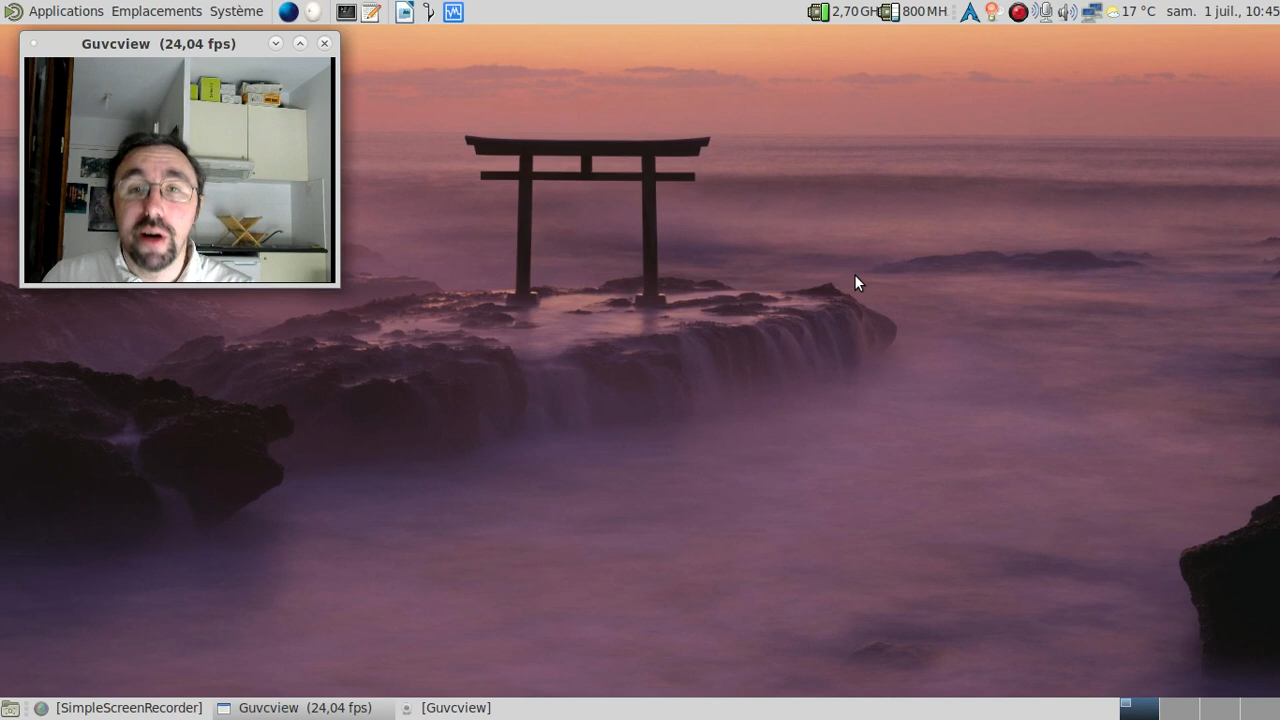 Applications Emplacements Système 2,70 GH 800 MH 17 °C sam. 1 juil., 10:45
Guvcview (24,04 fps)
[SimpleScreenRecorder] Guvcview (24,04 fps) [Guvcview]